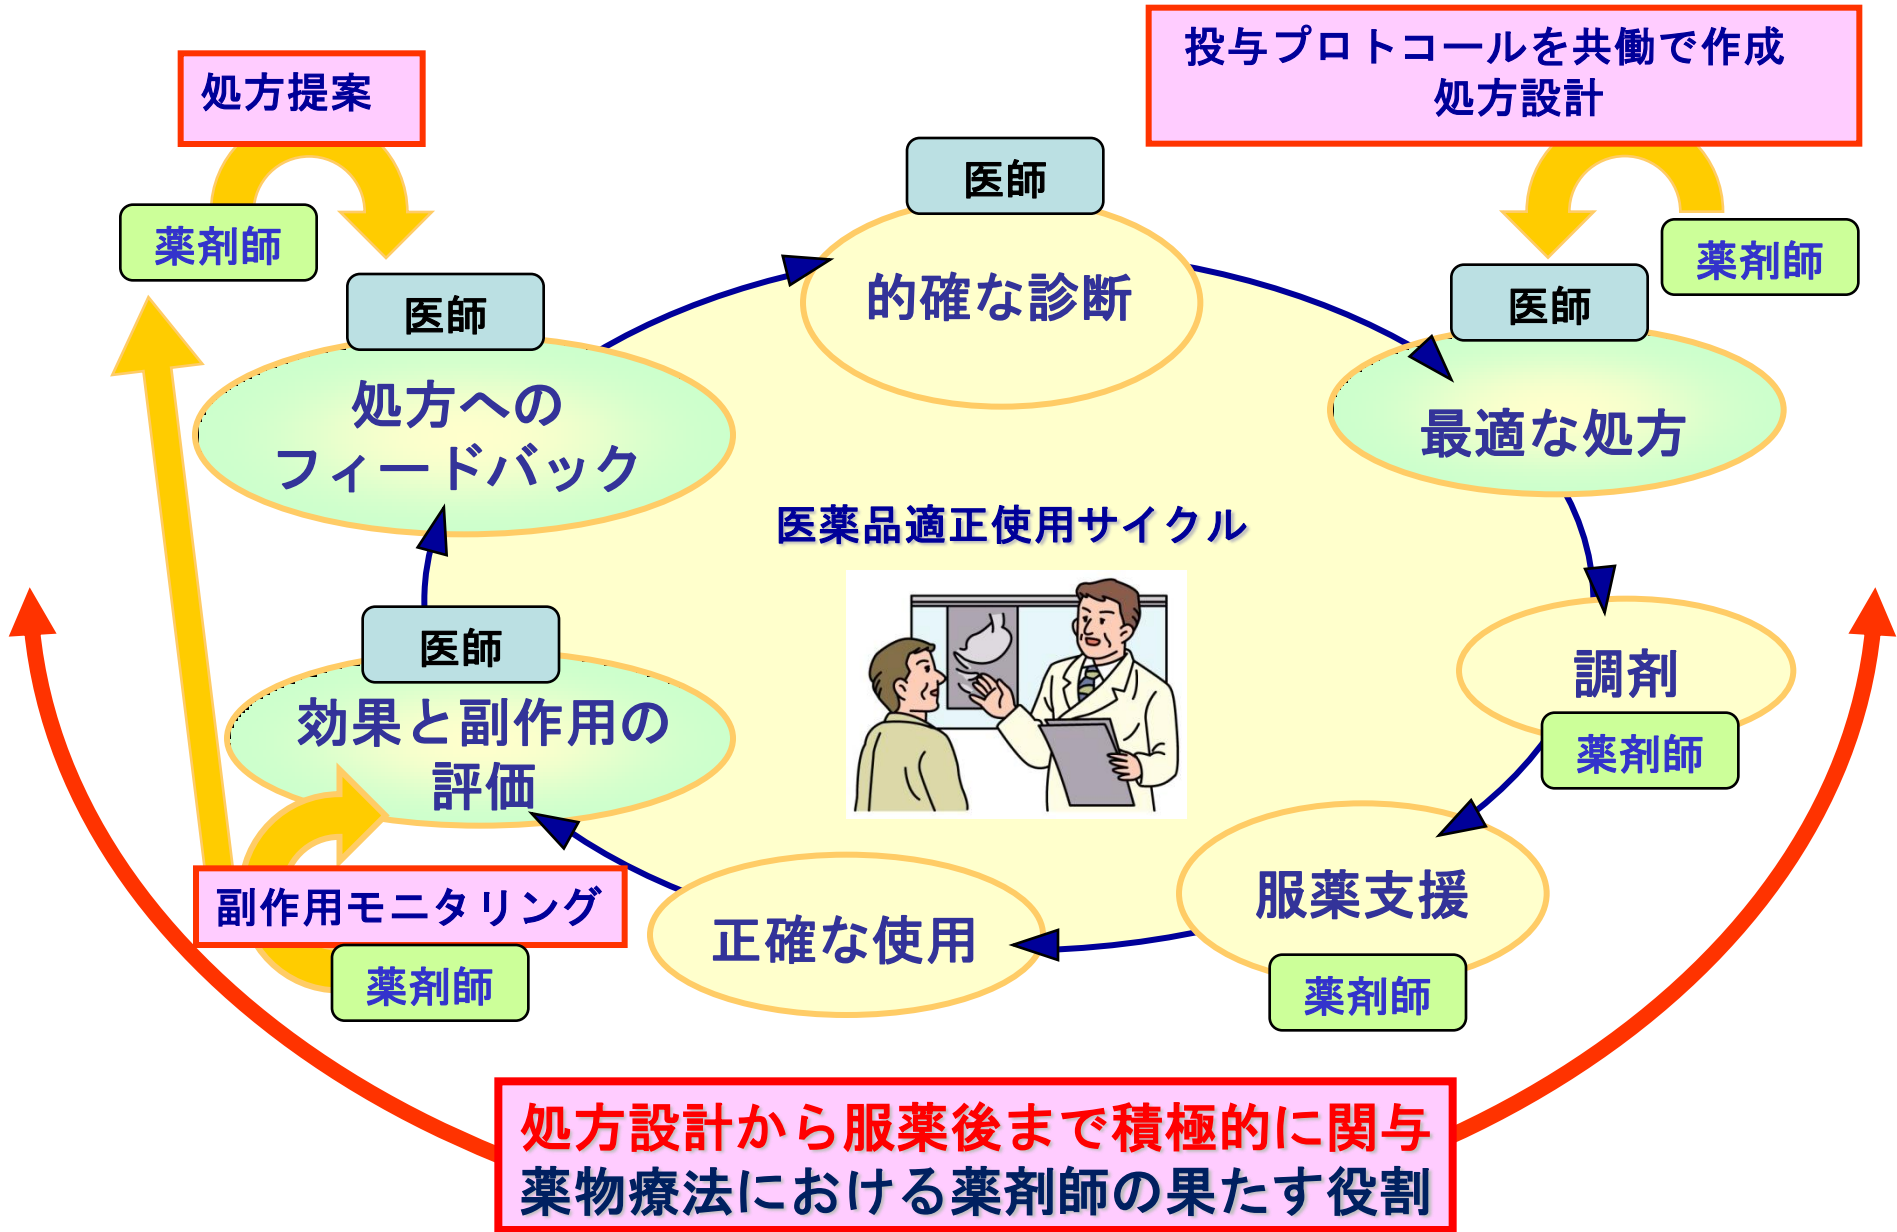 投与プロトコールを共働で作成
処方設計
処方提案
医師
薬剤師
薬剤師
医師
医師
的確な診断
処方への
フィードバック
最適な処方
医薬品適正使用サイクル
医師
調剤
効果と副作用の
評価
薬剤師
服薬支援
副作用モニタリング
正確な使用
薬剤師
薬剤師
処方設計から服薬後まで積極的に関与
薬物療法における薬剤師の果たす役割